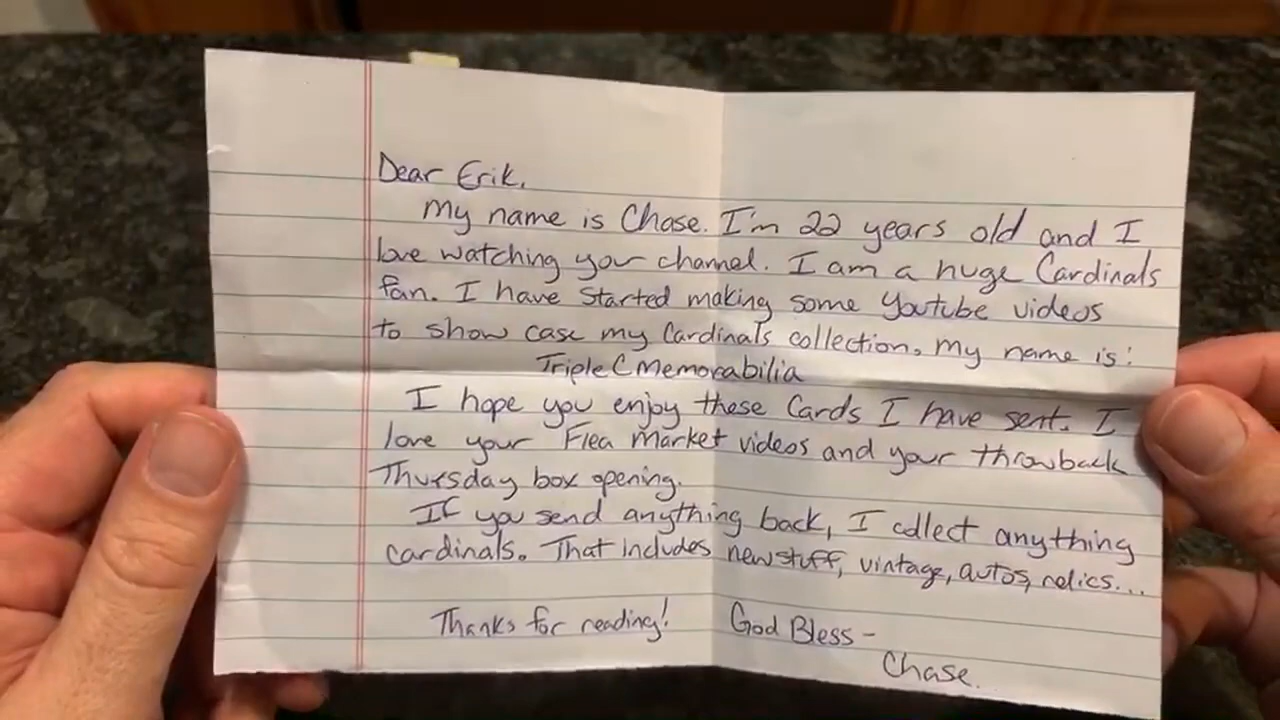 Dear Erik,
My name is Chase. I'm 22 years old and I
love watching your channel. I am a huge Cardinals
fan. I have started making some Youtube videos
to show case my Cardinals collection. My name is:
Triple C Memorabilia
I hope you enjoy these Cards I have sent. I
love your Flea Market videos and your throwback
Thursday box opening.
If you send anything back, I collect anything
cardinals. That includes new stuff, vintage, autos, relics...
Thanks for reading! God Bless -
Chase.